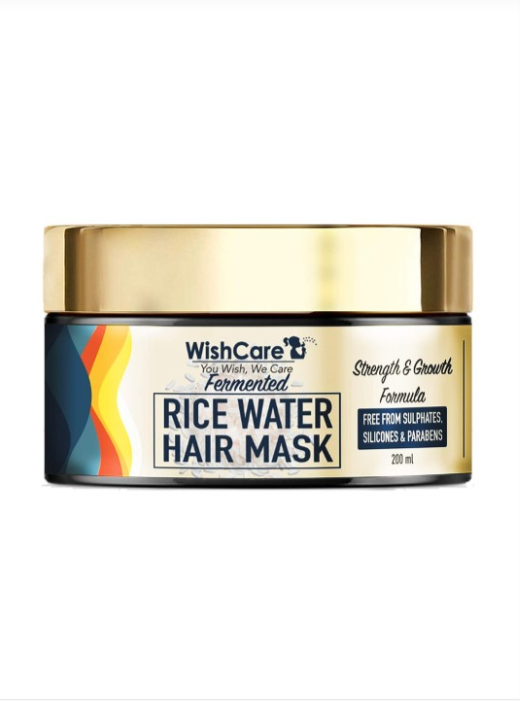 WishCare
You Wish, We Care
Fermented
RICE WATER
HAIR MASK
Strength & Growth
Formula
FREE FROM SULPHATES,
SILICONES & PARABENS
200 ml